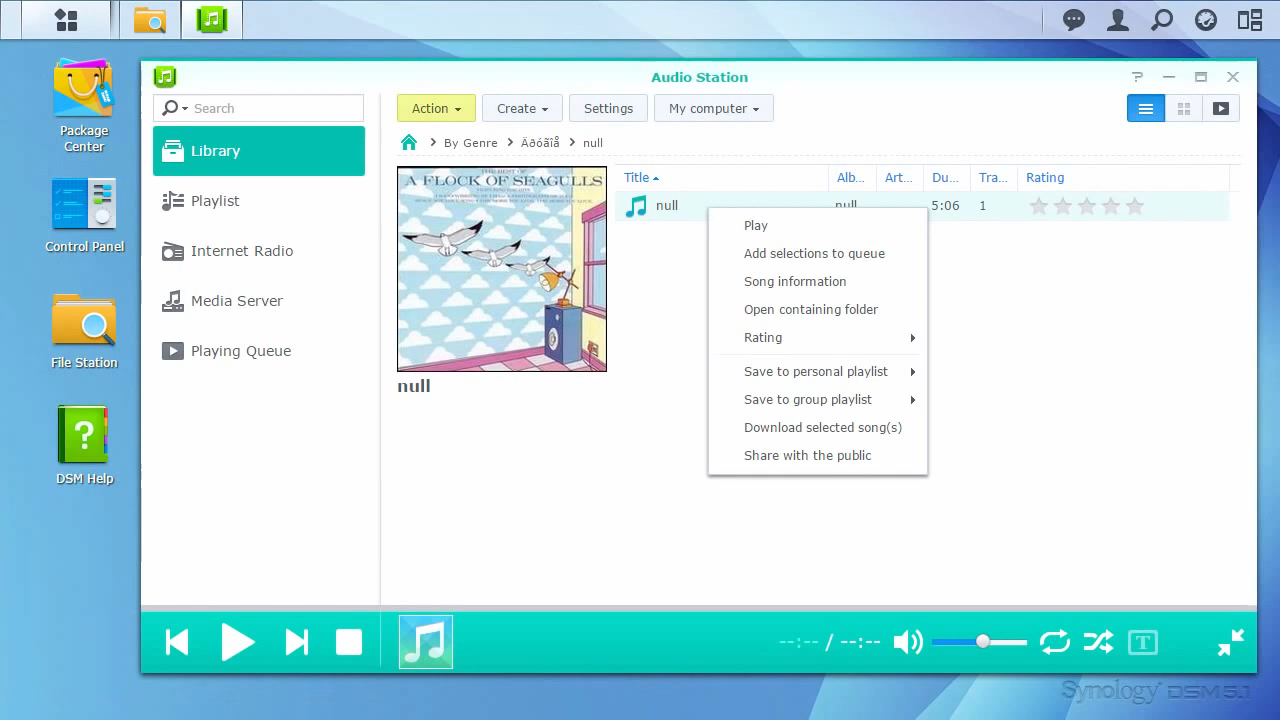 Audio Station
Package
Center
Control Panel
File Station
DSM Help
Search
Library
Playlist
Internet Radio
Media Server
Playing Queue
Action
Create
Settings
My computer
By Genre
Äðóãîå
null
A FLOCK OF SEAGULLS
null
Title
Alb...
Art...
Du...
Tra...
Rating
null
null
5:06
1
Play
Add selections to queue
Song information
Open containing folder
Rating
Save to personal playlist
Save to group playlist
Download selected song(s)
Share with the public
--:-- / --:--
T
Synology DSM 5.1